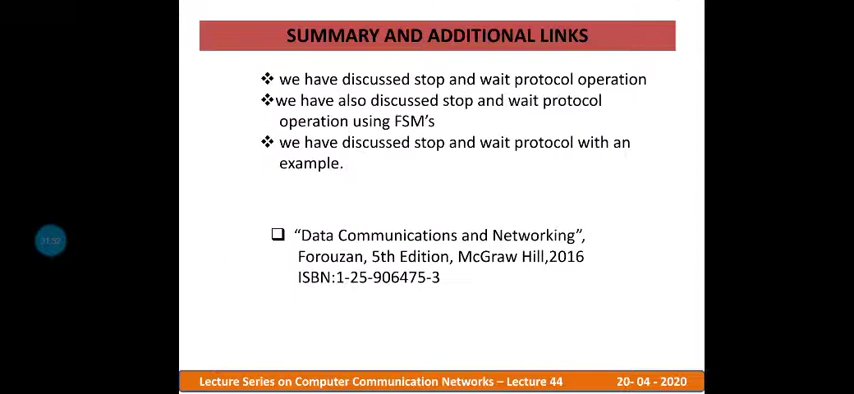 SUMMARY AND ADDITIONAL LINKS
❖ we have discussed stop and wait protocol operation
❖we have also discussed stop and wait protocol
operation using FSM's
❖ we have discussed stop and wait protocol with an
example.
❑ “Data Communications and Networking”,
Forouzan, 5th Edition, McGraw Hill,2016
ISBN:1-25-906475-3
Lecture Series on Computer Communication Networks – Lecture 44 20- 04 - 2020